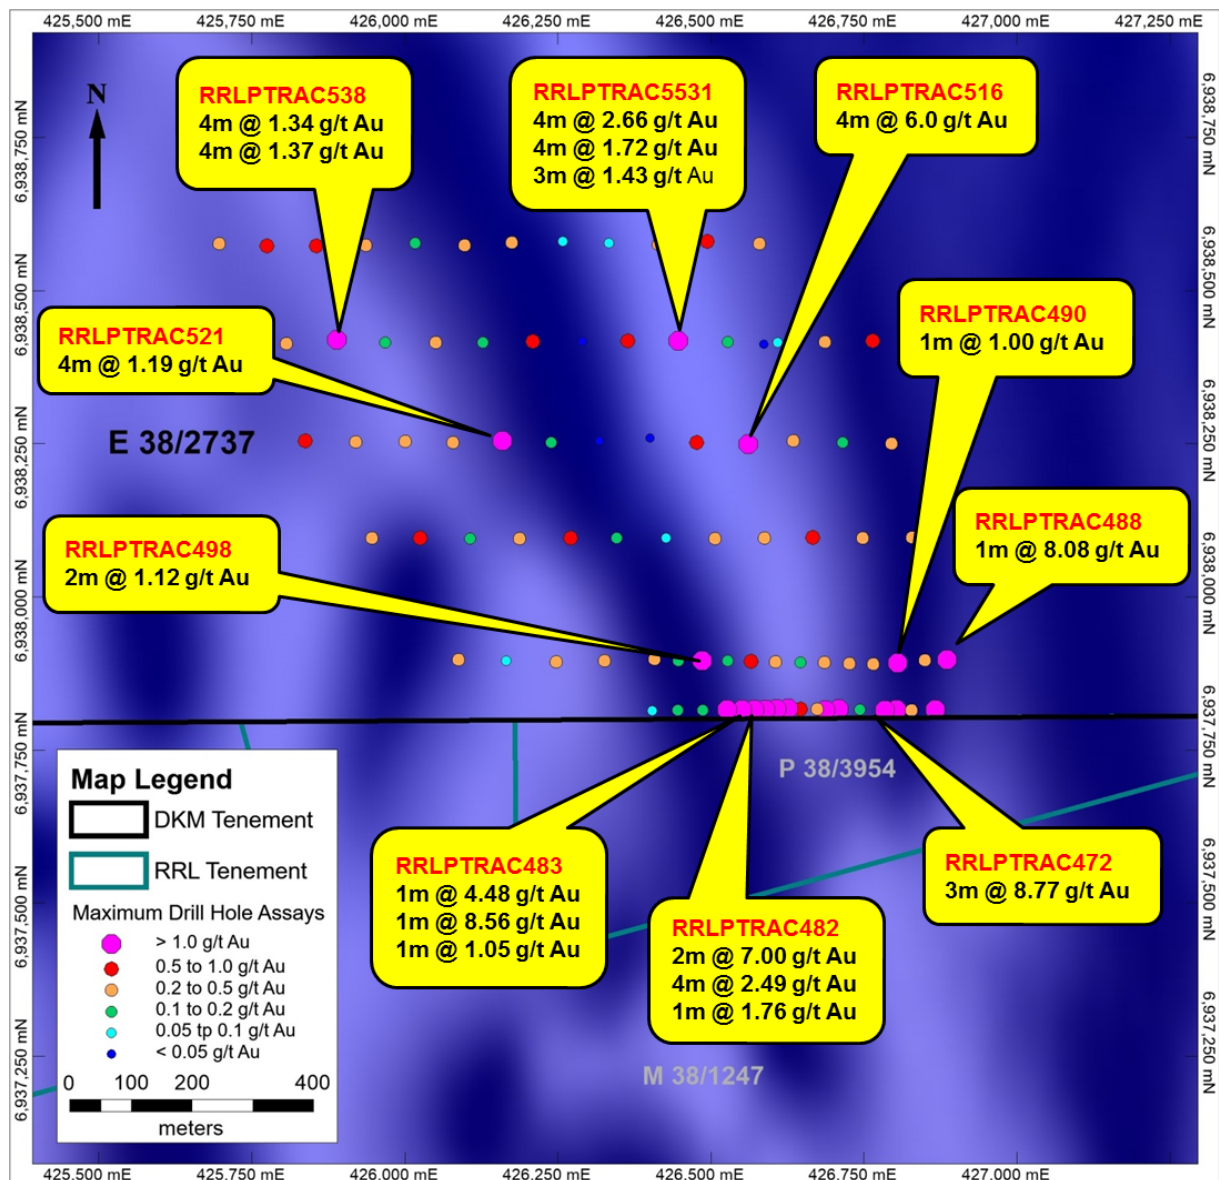 425,500 mE 425,750 mE 426,000 mE 426,250 mE 426,500 mE 426,750 mE 427,000 mE 427,250 mE
N
RRLPTRAC538
4m @ 1.34 g/t Au
4m @ 1.37 g/t Au
RRLPTRAC5531
4m @ 2.66 g/t Au
4m @ 1.72 g/t Au
3m @ 1.43 g/t Au
RRLPTRAC516
4m @ 6.0 g/t Au
6,938,750 mN 6,938,750 mN
6,938,500 mN 6,938,500 mN
RRLPTRAC521
4m @ 1.19 g/t Au
RRLPTRAC490
1m @ 1.00 g/t Au
E 38/2737
6,938,250 mN 6,938,250 mN
RRLPTRAC498
2m @ 1.12 g/t Au
RRLPTRAC488
1m @ 8.08 g/t Au
6,938,000 mN 6,938,000 mN
6,937,750 mN 6,937,750 mN
P 38/3954
Map Legend
DKM Tenement
RRL Tenement
Maximum Drill Hole Assays
> 1.0 g/t Au
0.5 to 1.0 g/t Au
0.2 to 0.5 g/t Au
0.1 to 0.2 g/t Au
0.05 tp 0.1 g/t Au
< 0.05 g/t Au
0 100 200 400
meters
RRLPTRAC483
1m @ 4.48 g/t Au
1m @ 8.56 g/t Au
1m @ 1.05 g/t Au
RRLPTRAC482
2m @ 7.00 g/t Au
4m @ 2.49 g/t Au
1m @ 1.76 g/t Au
RRLPTRAC472
3m @ 8.77 g/t Au
6,937,500 mN 6,937,500 mN
M 38/1247
6,937,250 mN 6,937,250 mN
425,500 mE 425,750 mE 426,000 mE 426,250 mE 426,500 mE 426,750 mE 427,000 mE